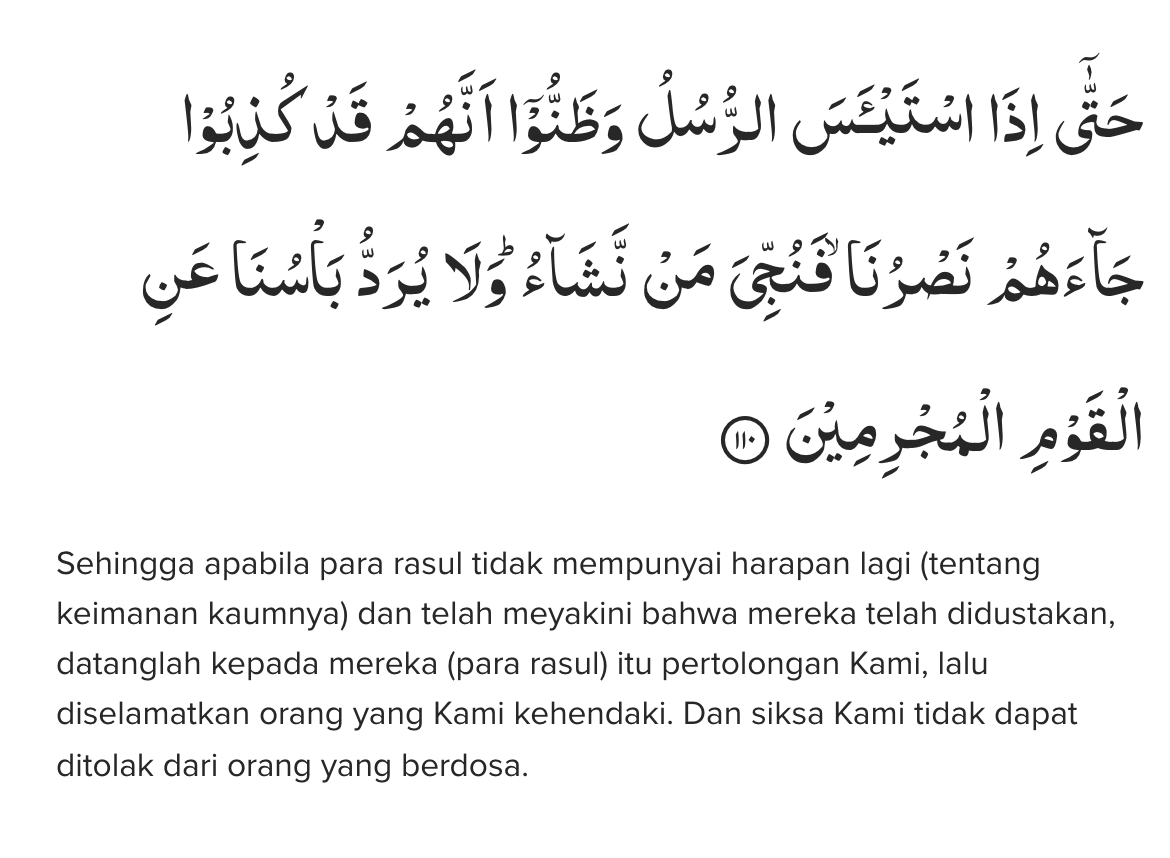 حَتّٰٓى اِذَا اسْتَيْـَٔسَ الرُّسُلُ وَظَنُّوْٓا اَنَّهُمْ قَدْ كُذِبُوْا
جَاۤءَهُمْ نَصْرُنَاۙ فَنُجِّيَ مَنْ نَّشَاۤءُ ۗوَلَا يُرَدُّ بَأْسُنَا عَنِ
الْقَوْمِ الْمُجْرِمِيْنَ ١١٠
Sehingga apabila para rasul tidak mempunyai harapan lagi (tentang
keimanan kaumnya) dan telah meyakini bahwa mereka telah didustakan,
datanglah kepada mereka (para rasul) itu pertolongan Kami, lalu
diselamatkan orang yang Kami kehendaki. Dan siksa Kami tidak dapat
ditolak dari orang yang berdosa.